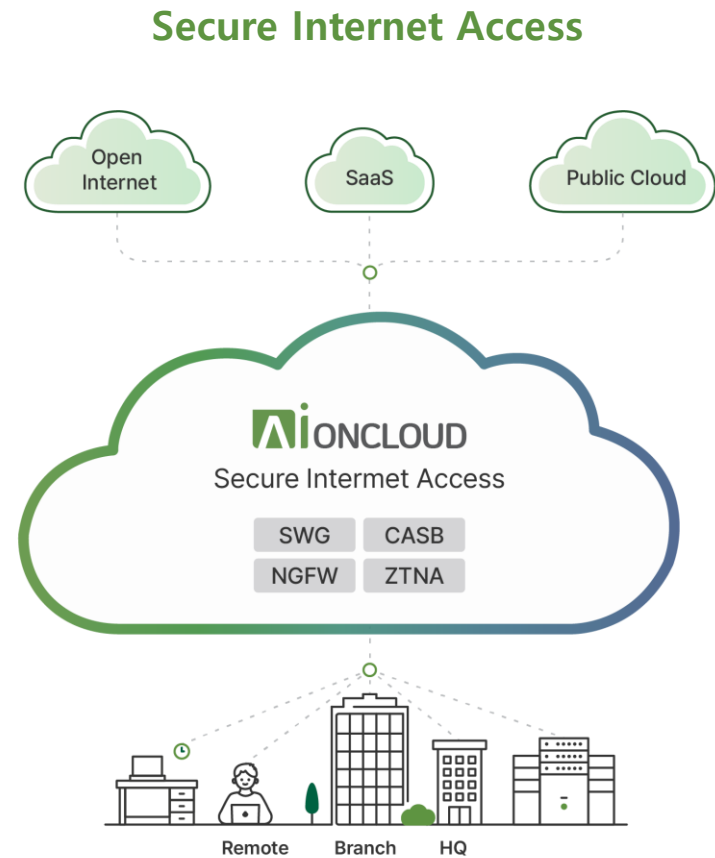 Secure Internet Access
Open
Internet
SaaS
Public Cloud
AIONCLOUD
Secure Intermet Access
SWG
CASB
NGFW
ZTNA
Remote
Branch
HQ